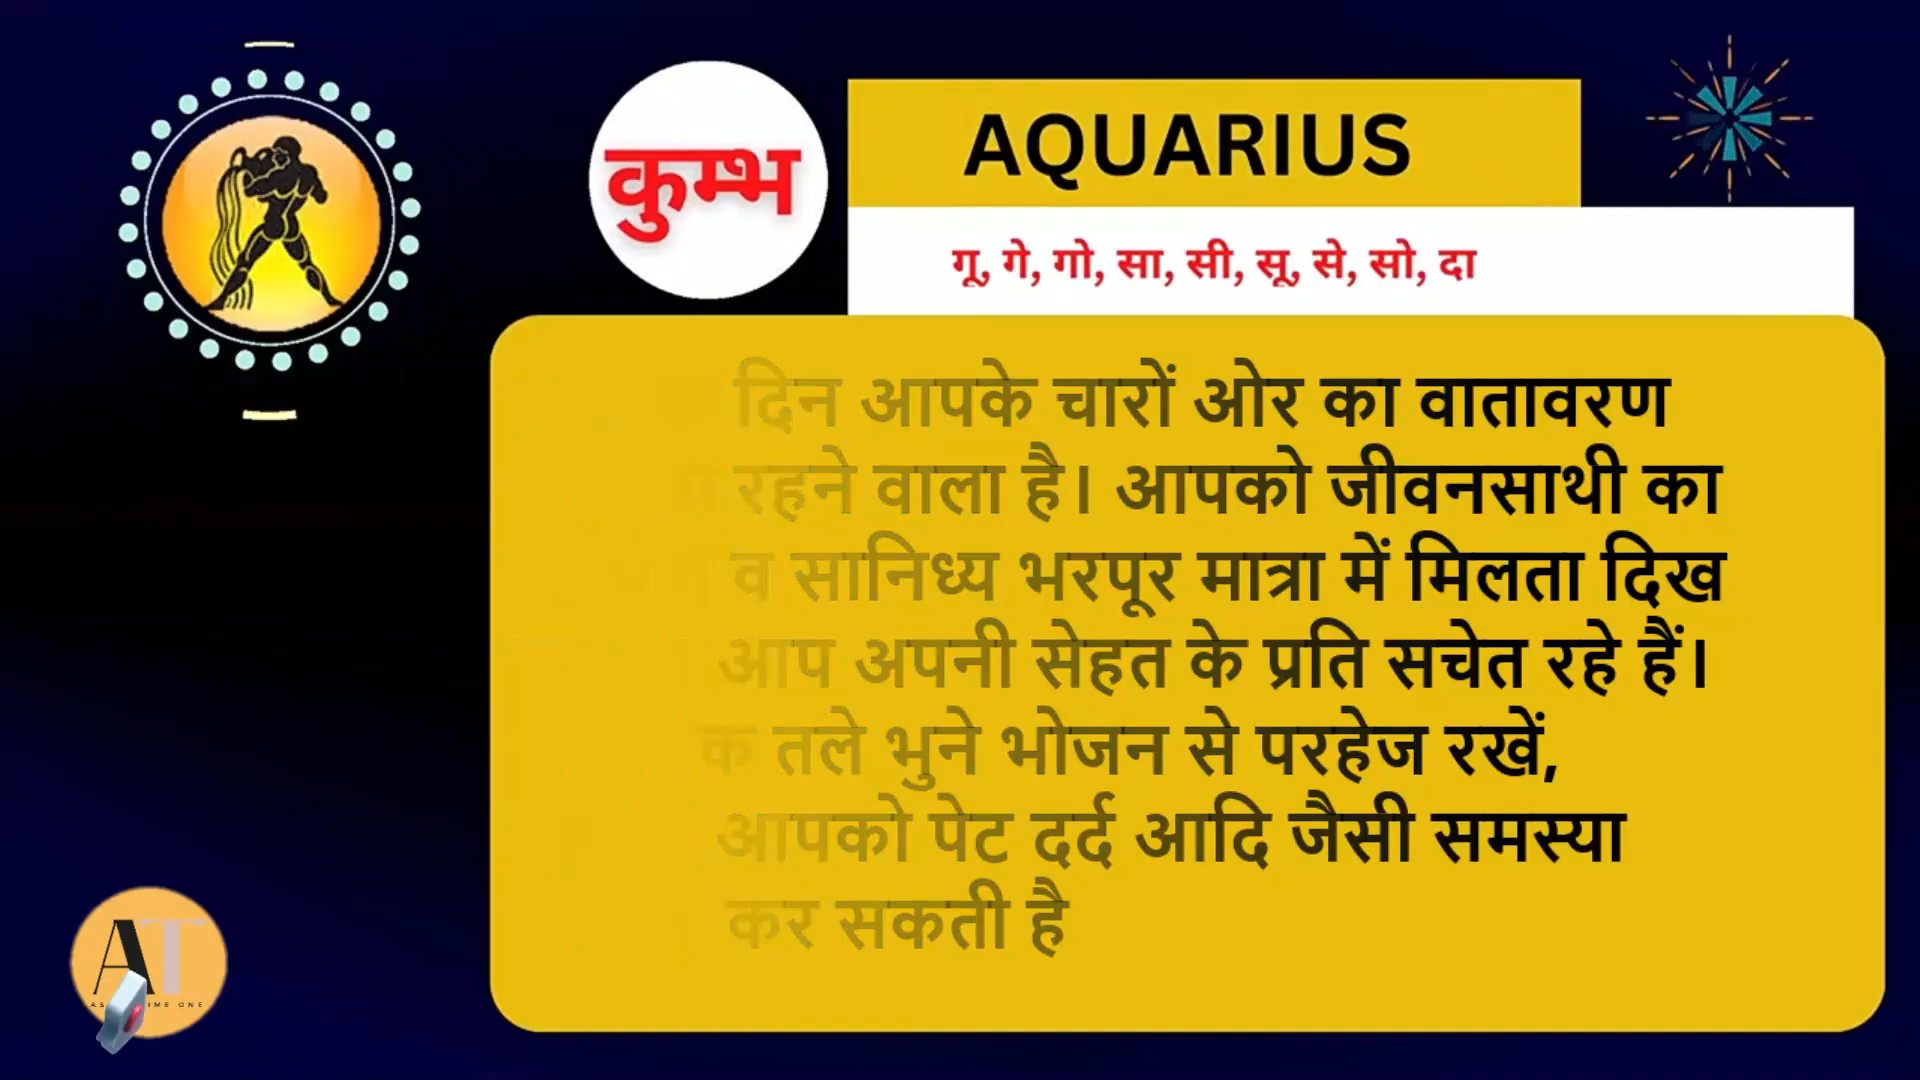 AQUARIUS
कुम्भ
गू, गे, गो, सा, सी, सू, से, सो, दा
दिन आपके चारों ओर का वातावरण
रहने वाला है। आपको जीवनसाथी का
व सानिध्य भरपूर मात्रा में मिलता दिख
आप अपनी सेहत के प्रति सचेत रहे हैं।
तले भुने भोजन से परहेज रखें,
आपको पेट दर्द आदि जैसी समस्या
कर सकती है
AT